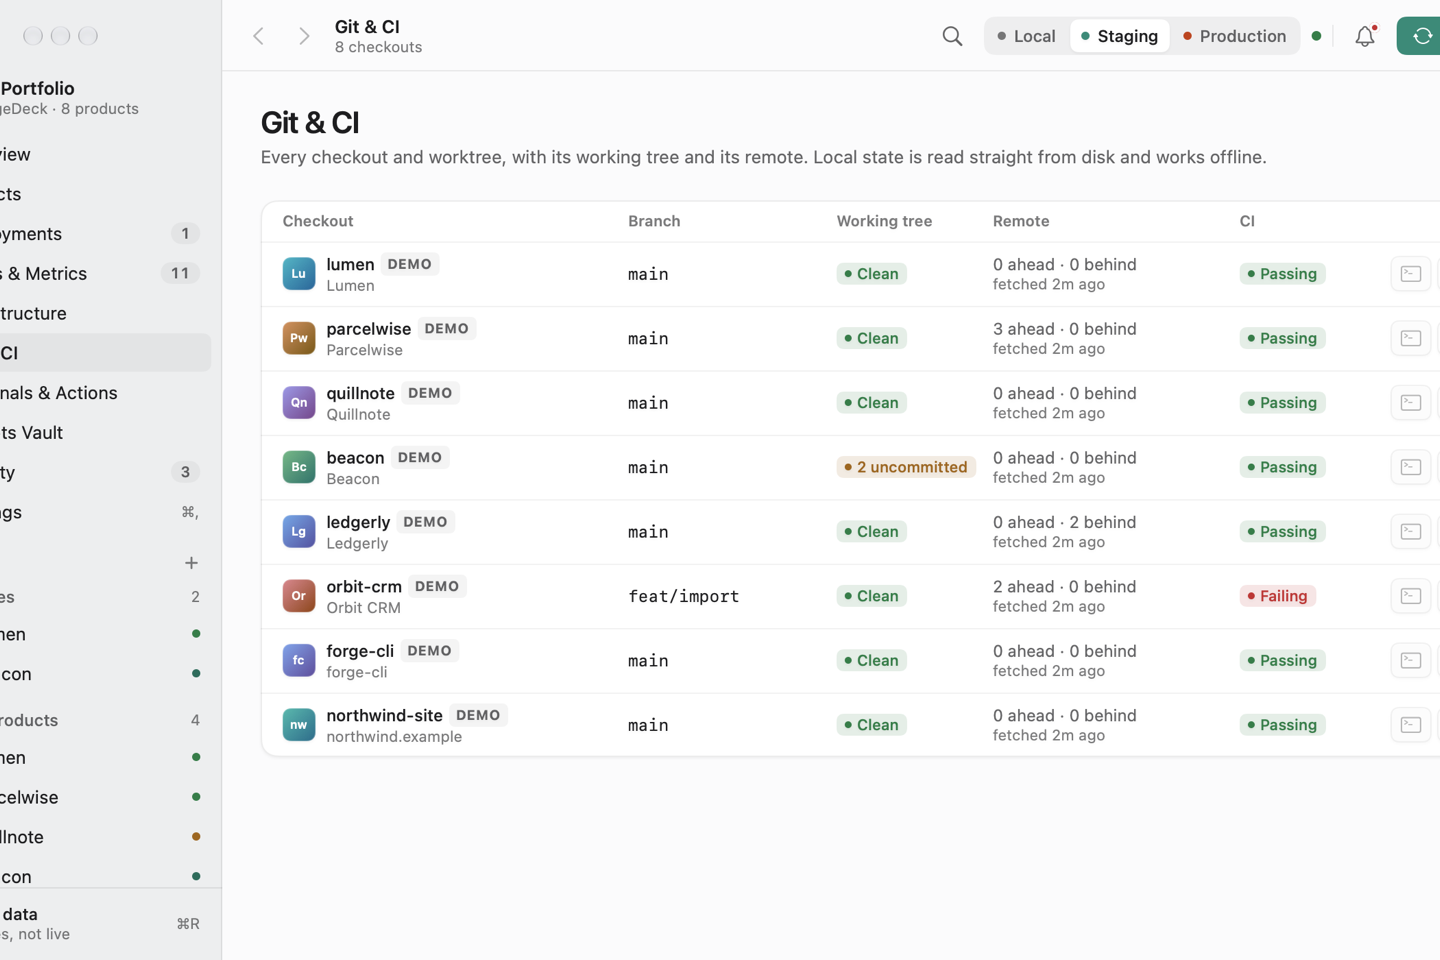 Portfolio
geDeck · 8 products
view
cts
oyments 1
s & Metrics 11
tructure
CI
nals & Actions
ts Vault
ty 3
ngs ⌘,
+
es 2
men
con
roducts 4
men
celwise
llnote
con
data
s, not live ⌘R
Git & CI
8 checkouts
Local
Staging
Production
Git & CI
Every checkout and worktree, with its working tree and its remote. Local state is read straight from disk and works offline.
Checkout Branch Working tree Remote CI
Lu lumen DEMO main Clean 0 ahead · 0 behind Passing
Lumen fetched 2m ago
Pw parcelwise DEMO main Clean 3 ahead · 0 behind Passing
Parcelwise fetched 2m ago
Qn quillnote DEMO main Clean 0 ahead · 0 behind Passing
Quillnote fetched 2m ago
Bc beacon DEMO main 2 uncommitted 0 ahead · 0 behind Passing
Beacon fetched 2m ago
Lg ledgerly DEMO main Clean 0 ahead · 2 behind Passing
Ledgerly fetched 2m ago
Or orbit-crm DEMO feat/import Clean 2 ahead · 0 behind Failing
Orbit CRM fetched 2m ago
fc forge-cli DEMO main Clean 0 ahead · 0 behind Passing
forge-cli fetched 2m ago
nw northwind-site DEMO main Clean 0 ahead · 0 behind Passing
northwind.example fetched 2m ago